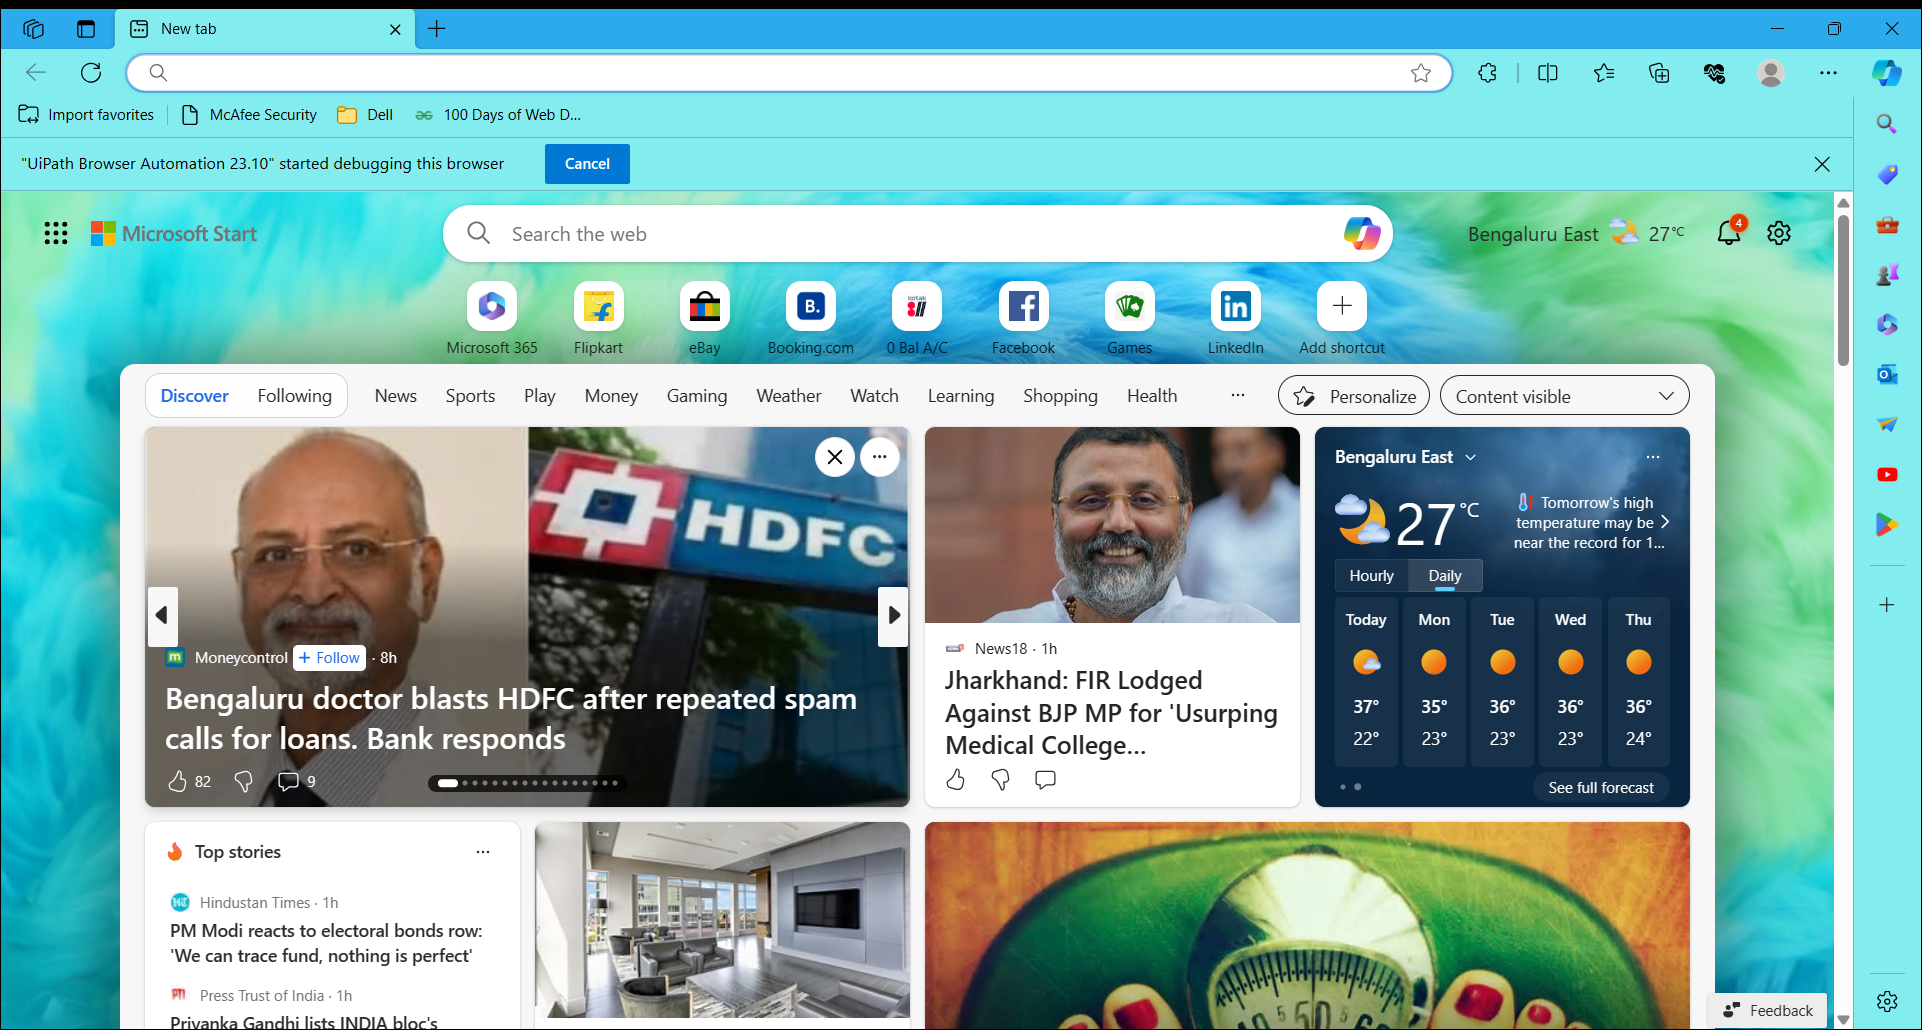 New tab
Import favorites
McAfee Security
Dell
100 Days of Web D...
"UiPath Browser Automation 23.10" started debugging this browser
Cancel
Microsoft Start
Search the web
Bengaluru East
27°C
4
Microsoft 365
Flipkart
eBay
B.
Booking.com
kotak
811
0 Bal A/C
Facebook
Games
in
LinkedIn
Add shortcut
Discover
Following
News
Sports
Play
Money
Gaming
Weather
Watch
Learning
Shopping
Health
Personalize
Content visible
HDFC
m
Moneycontrol
+ Follow
· 8h
Bengaluru doctor blasts HDFC after repeated spam
calls for loans. Bank responds
82
9
News18 · 1h
Jharkhand: FIR Lodged
Against BJP MP for 'Usurping
Medical College...
Bengaluru East
27°C
Tomorrow's high
temperature may be
near the record for 1...
Hourly
Daily
Today
Mon
Tue
Wed
Thu
37°
35°
36°
36°
36°
22°
23°
23°
23°
24°
See full forecast
Top stories
HT
Hindustan Times · 1h
PM Modi reacts to electoral bonds row:
'We can trace fund, nothing is perfect'
Press Trust of India · 1h
Priyanka Gandhi lists INDIA bloc's
50
Feedback